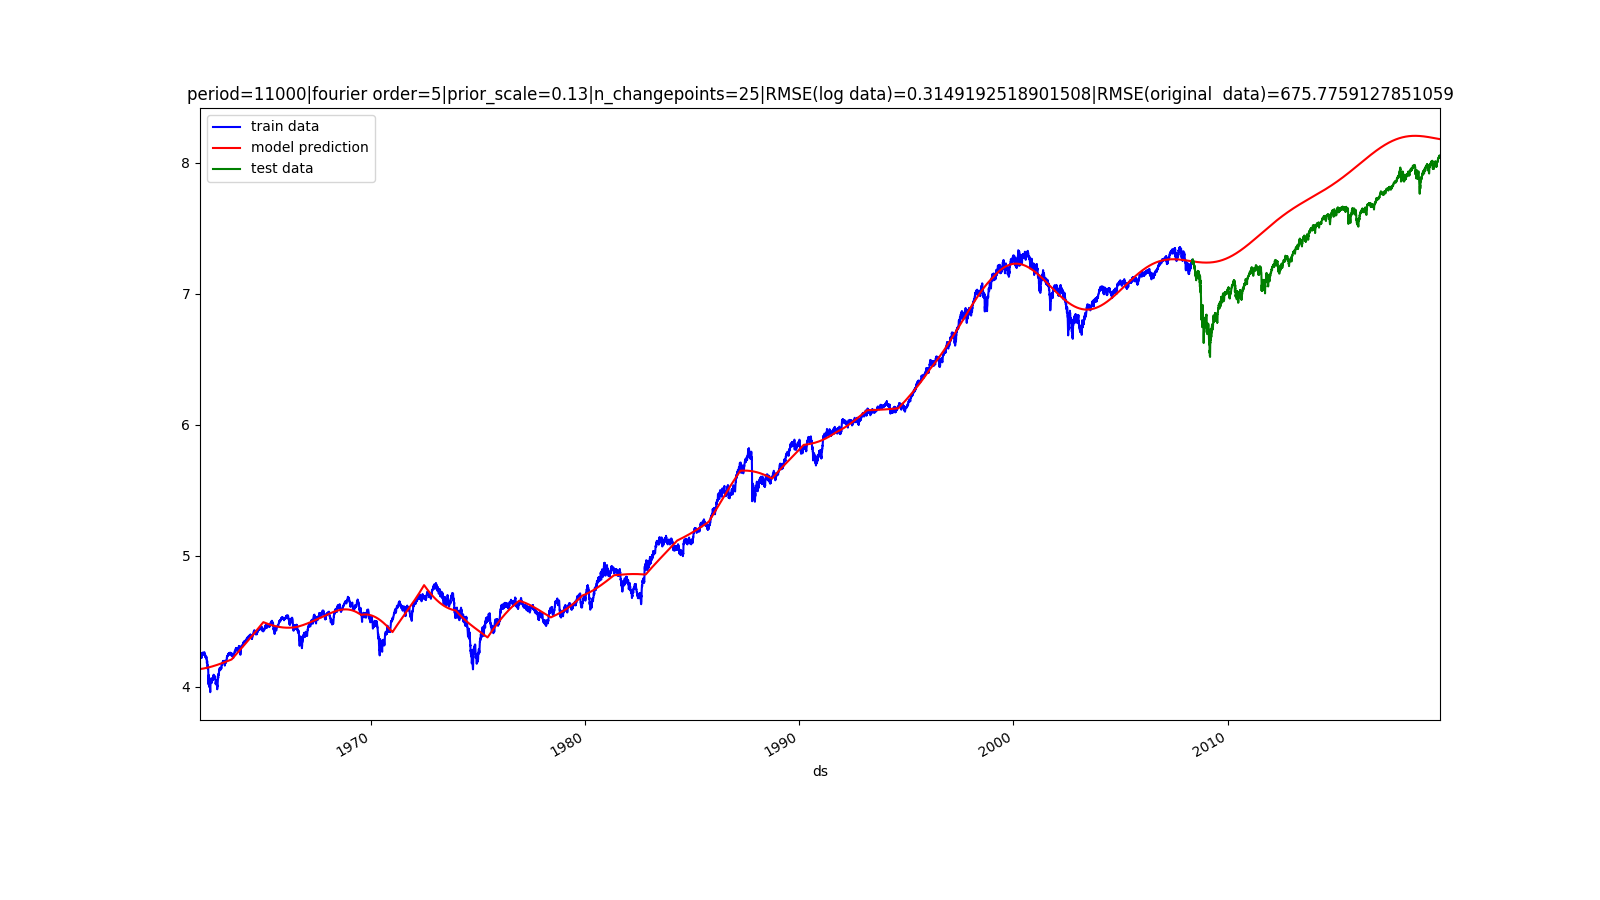 period=11000|fourier order=5|prior_scale=0.13|n_changepoints=25|RMSE(log data)=0.3149192518901508|RMSE(original  data)=675.7759127851059
train data
model prediction
test data
8
7
6
5
4
1970
1980
1990
2000
2010
ds